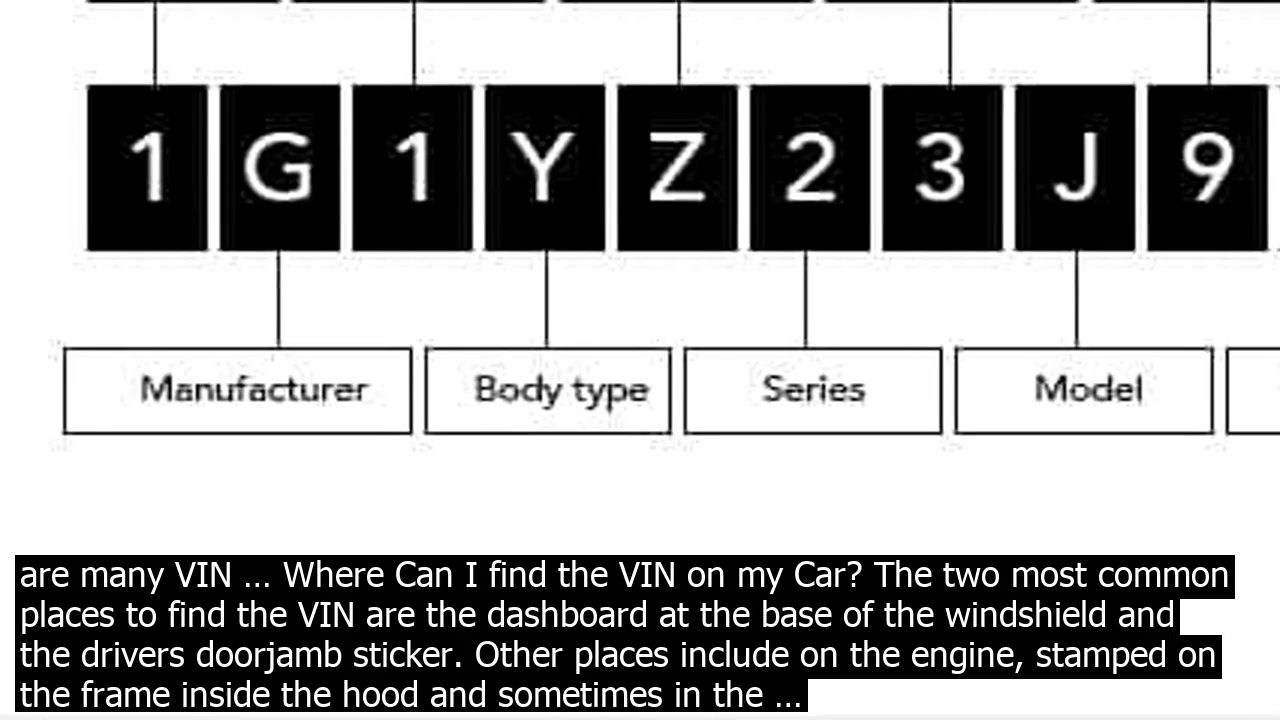 1 G 1 Y Z 2 3 J 9
Manufacturer Body type Series Model
are many VIN ... Where Can I find the VIN on my Car? The two most common
places to find the VIN are the dashboard at the base of the windshield and
the drivers doorjamb sticker. Other places include on the engine, stamped on
the frame inside the hood and sometimes in the ...